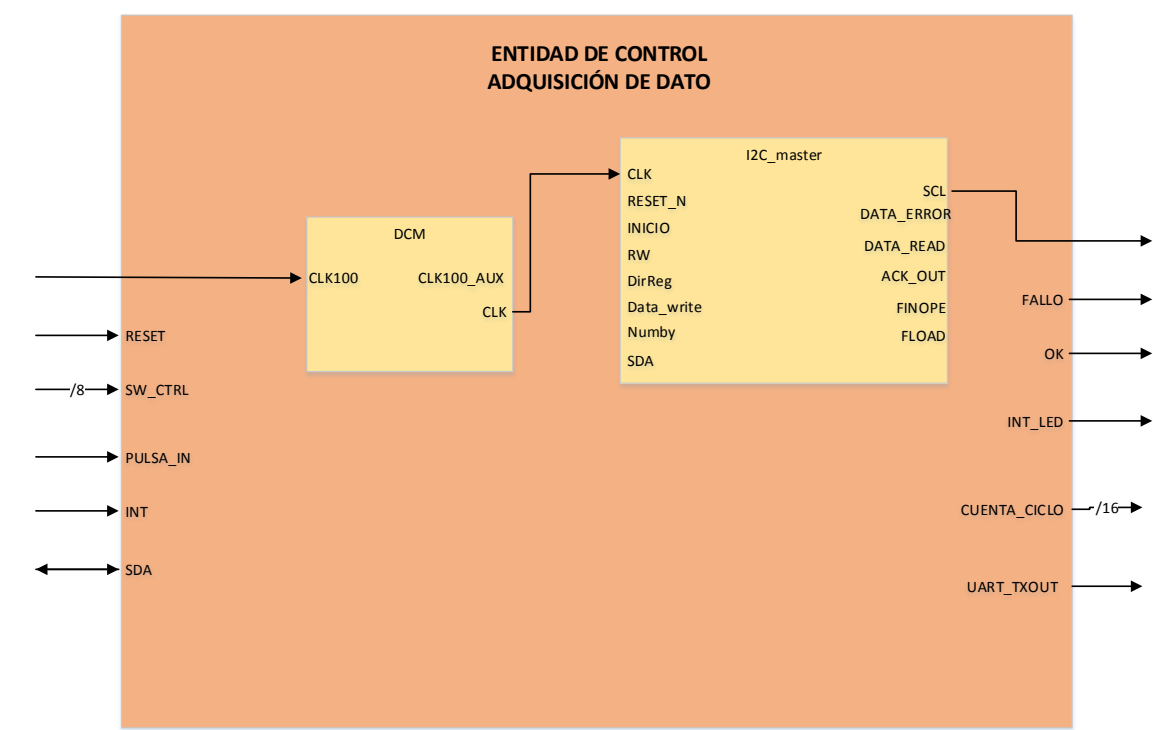 ENTIDAD DE CONTROL
ADQUISICIÓN DE DATO
I2C_master
CLK
RESET_N
INICIO
RW
DirReg
Data_write
Numby
SDA
SCL
DATA_ERROR
DATA_READ
ACK_OUT
FINOPE
FLOAD
DCM
CLK100
CLK100_AUX
CLK
RESET
/8
SW_CTRL
PULSA_IN
INT
SDA
FALLO
OK
INT_LED
CUENTA_CICLO
/16
UART_TXOUT